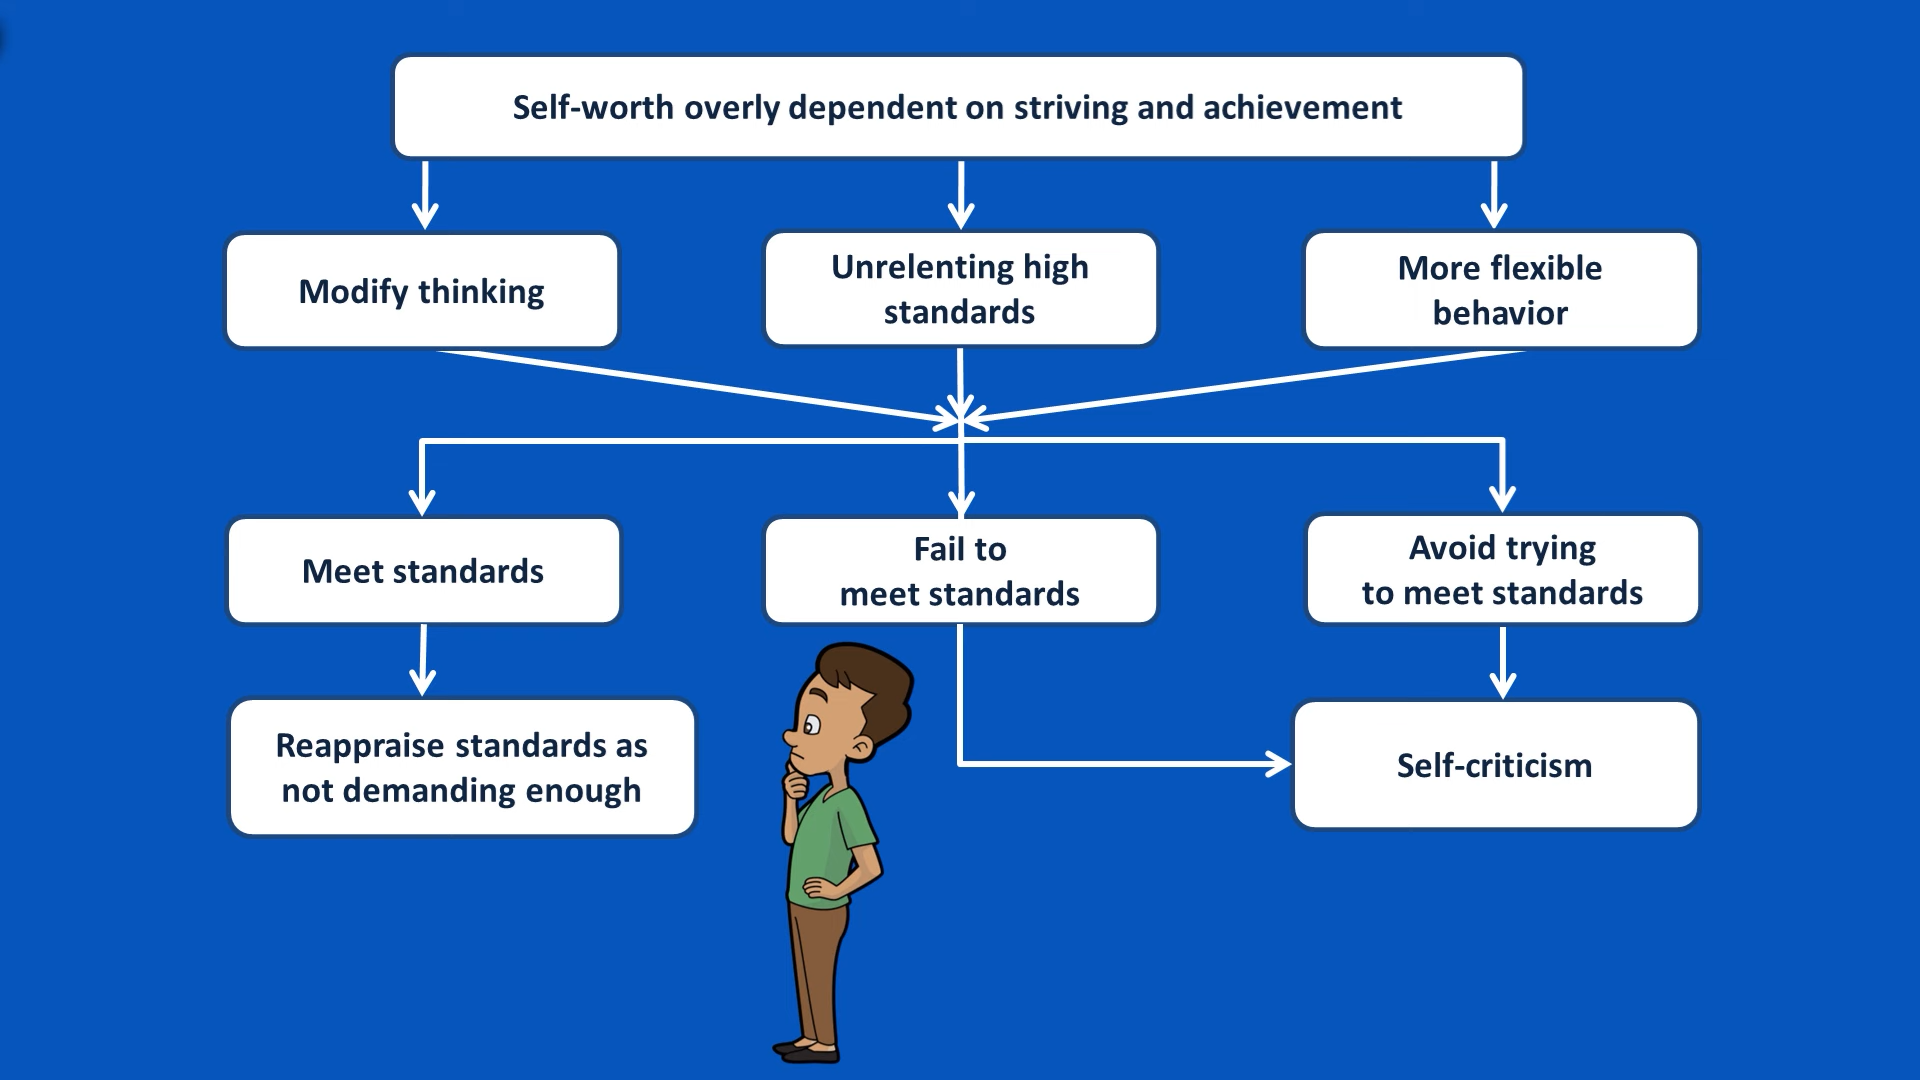 Self-worth overly dependent on striving and achievement
Modify thinking
Unrelenting high
standards
More flexible
behavior
Meet standards
Fail to
meet standards
Avoid trying
to meet standards
Reappraise standards as
not demanding enough
Self-criticism